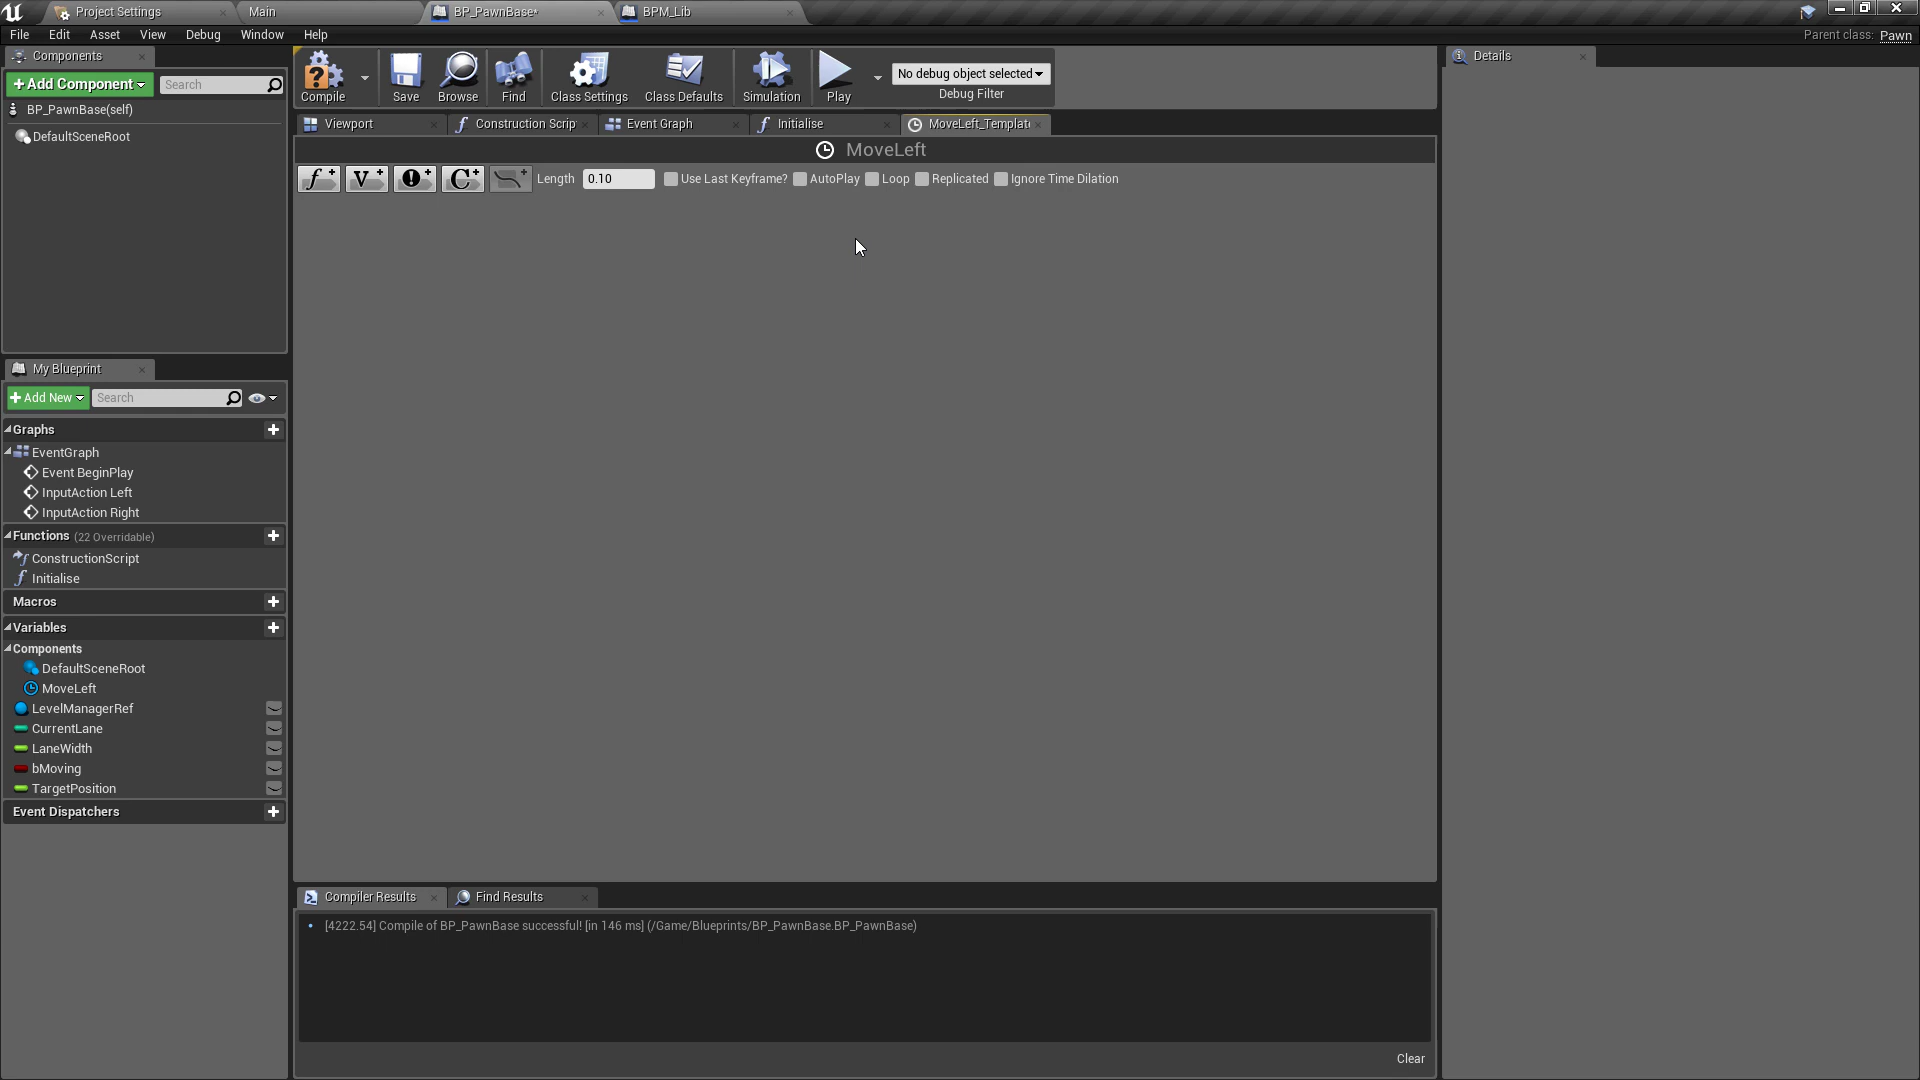 Project Settings
Main
BP_PawnBase*
BPM_Lib
File Edit Asset View Debug Window Help
Parent class: Pawn
Components
Add Component
Search
BP_PawnBase(self)
DefaultSceneRoot
Compile
Save
Browse
Find
Class Settings
Class Defaults
Simulation
Play
No debug object selected
Debug Filter
Details
Viewport
Construction Scrip
Event Graph
Initialise
MoveLeft_Templat
MoveLeft
Length 0.10 Use Last Keyframe? AutoPlay Loop Replicated Ignore Time Dilation
My Blueprint
Add New
Search
Graphs
EventGraph
Event BeginPlay
InputAction Left
InputAction Right
Functions (22 Overridable)
ConstructionScript
Initialise
Macros
Variables
Components
DefaultSceneRoot
MoveLeft
LevelManagerRef
CurrentLane
LaneWidth
bMoving
TargetPosition
Event Dispatchers
Compiler Results
Find Results
[4222.54] Compile of BP_PawnBase successful! [in 146 ms] (/Game/Blueprints/BP_PawnBase.BP_PawnBase)
Clear